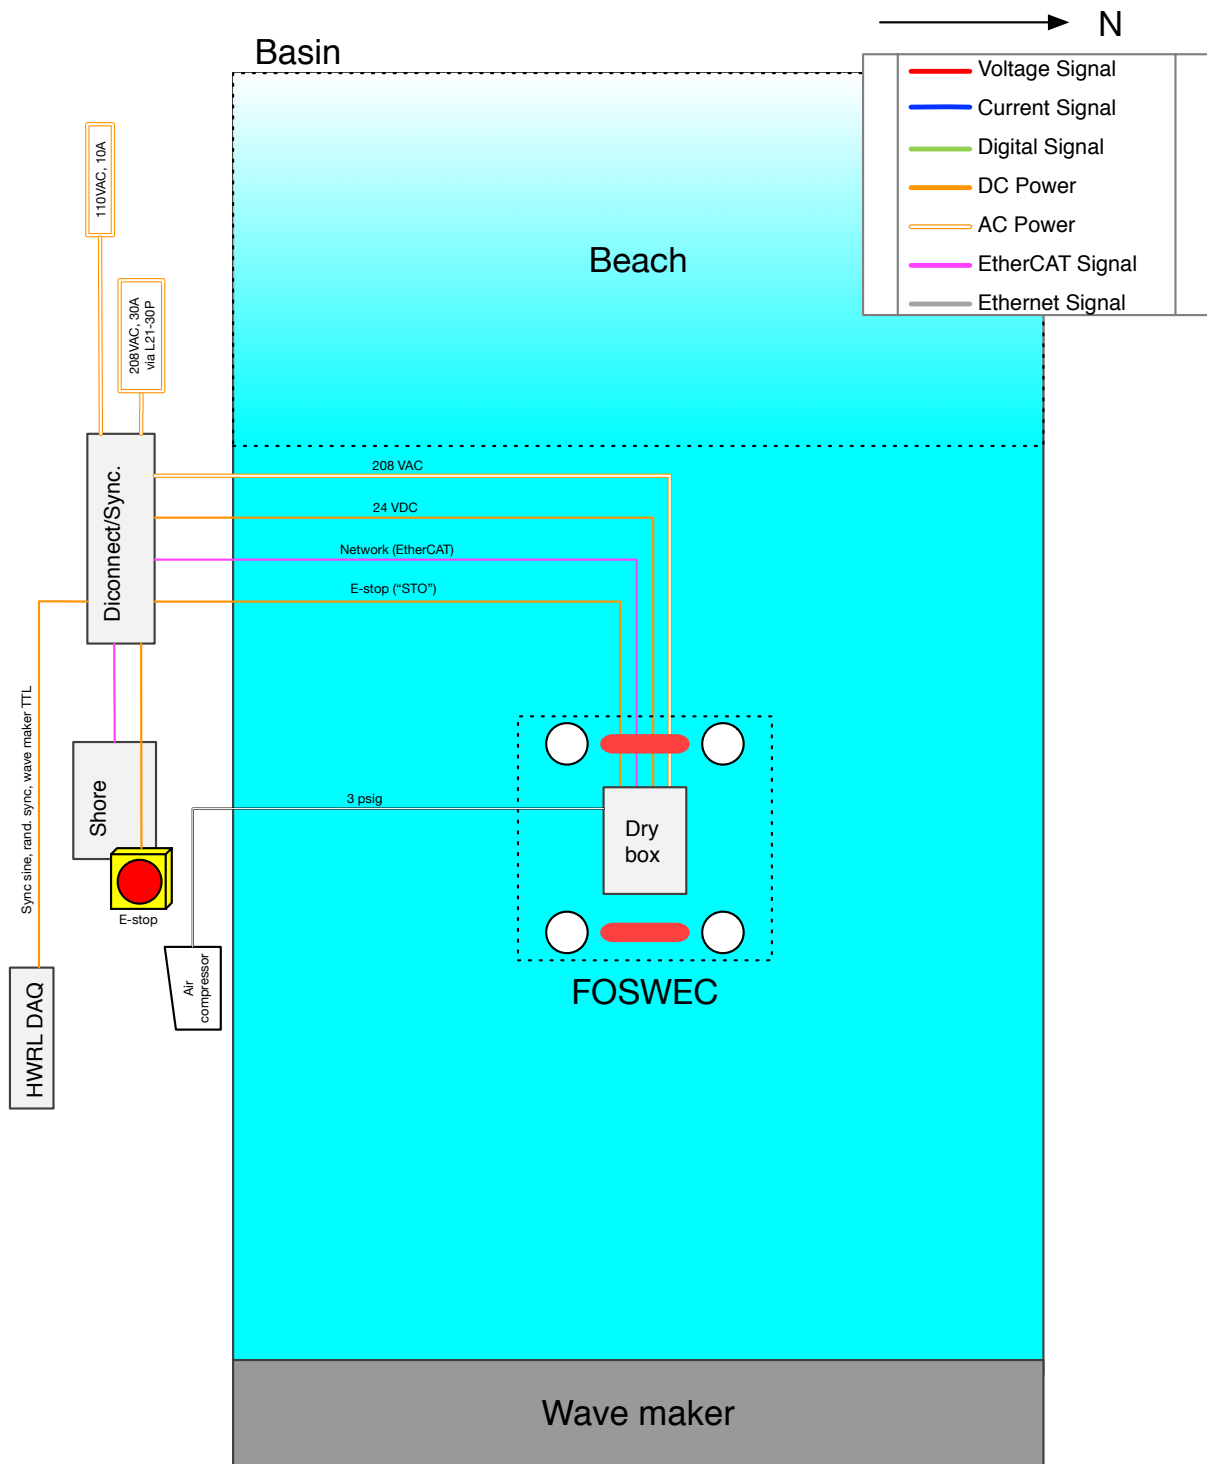 N
Basin
Voltage Signal
Current Signal
Digital Signal
DC Power
AC Power
EtherCAT Signal
Ethernet Signal
110VAC, 10A
Beach
208VAC, 30A
via L21-30P
208 VAC
24 VDC
Network (EtherCAT)
E-stop (“STO”)
Diconnect/Sync.
Sync sine, rand. sync, wave maker TTL
Shore
E-stop
3 psig
Dry
box
Air
compressor
FOSWEC
HWRL DAQ
Wave maker